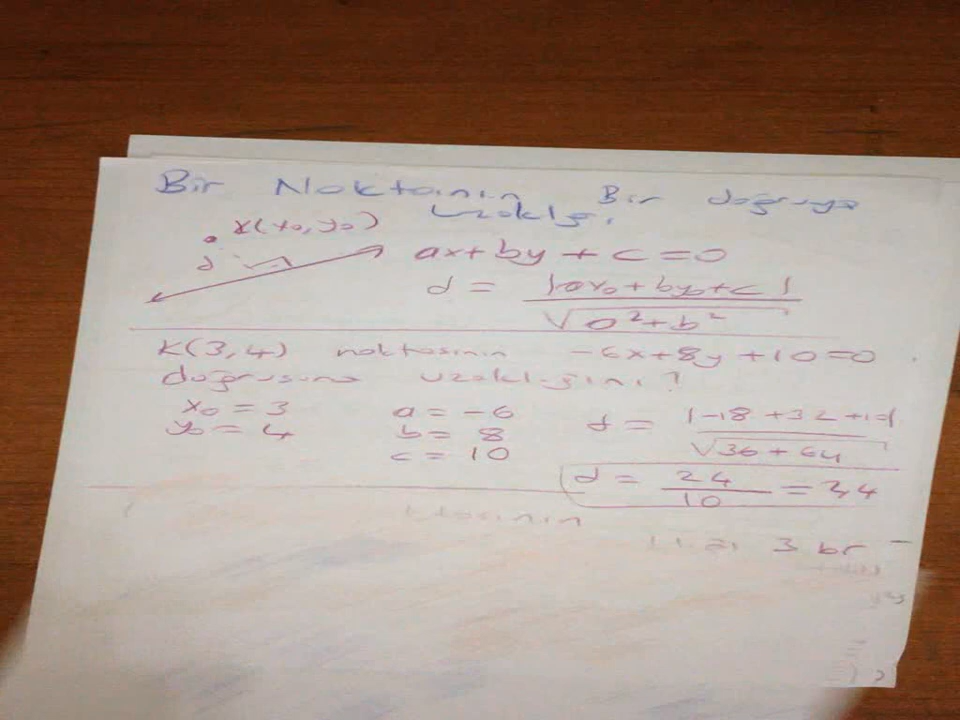 Bir Noktanın Bir doğruya
uzaklığı
K(x0, y0)
d
ax + by + c = 0
d = |ax0 + by0 + c| / √a²+b²
K(3,4) noktasının -6x+8y+10=0
doğrusuna uzaklığını?
x0 = 3 a = -6 d = |-18+32+10|
y0 = 4 b = 8 √36+64
c = 10
d = 24/10 = 2,4
3 br